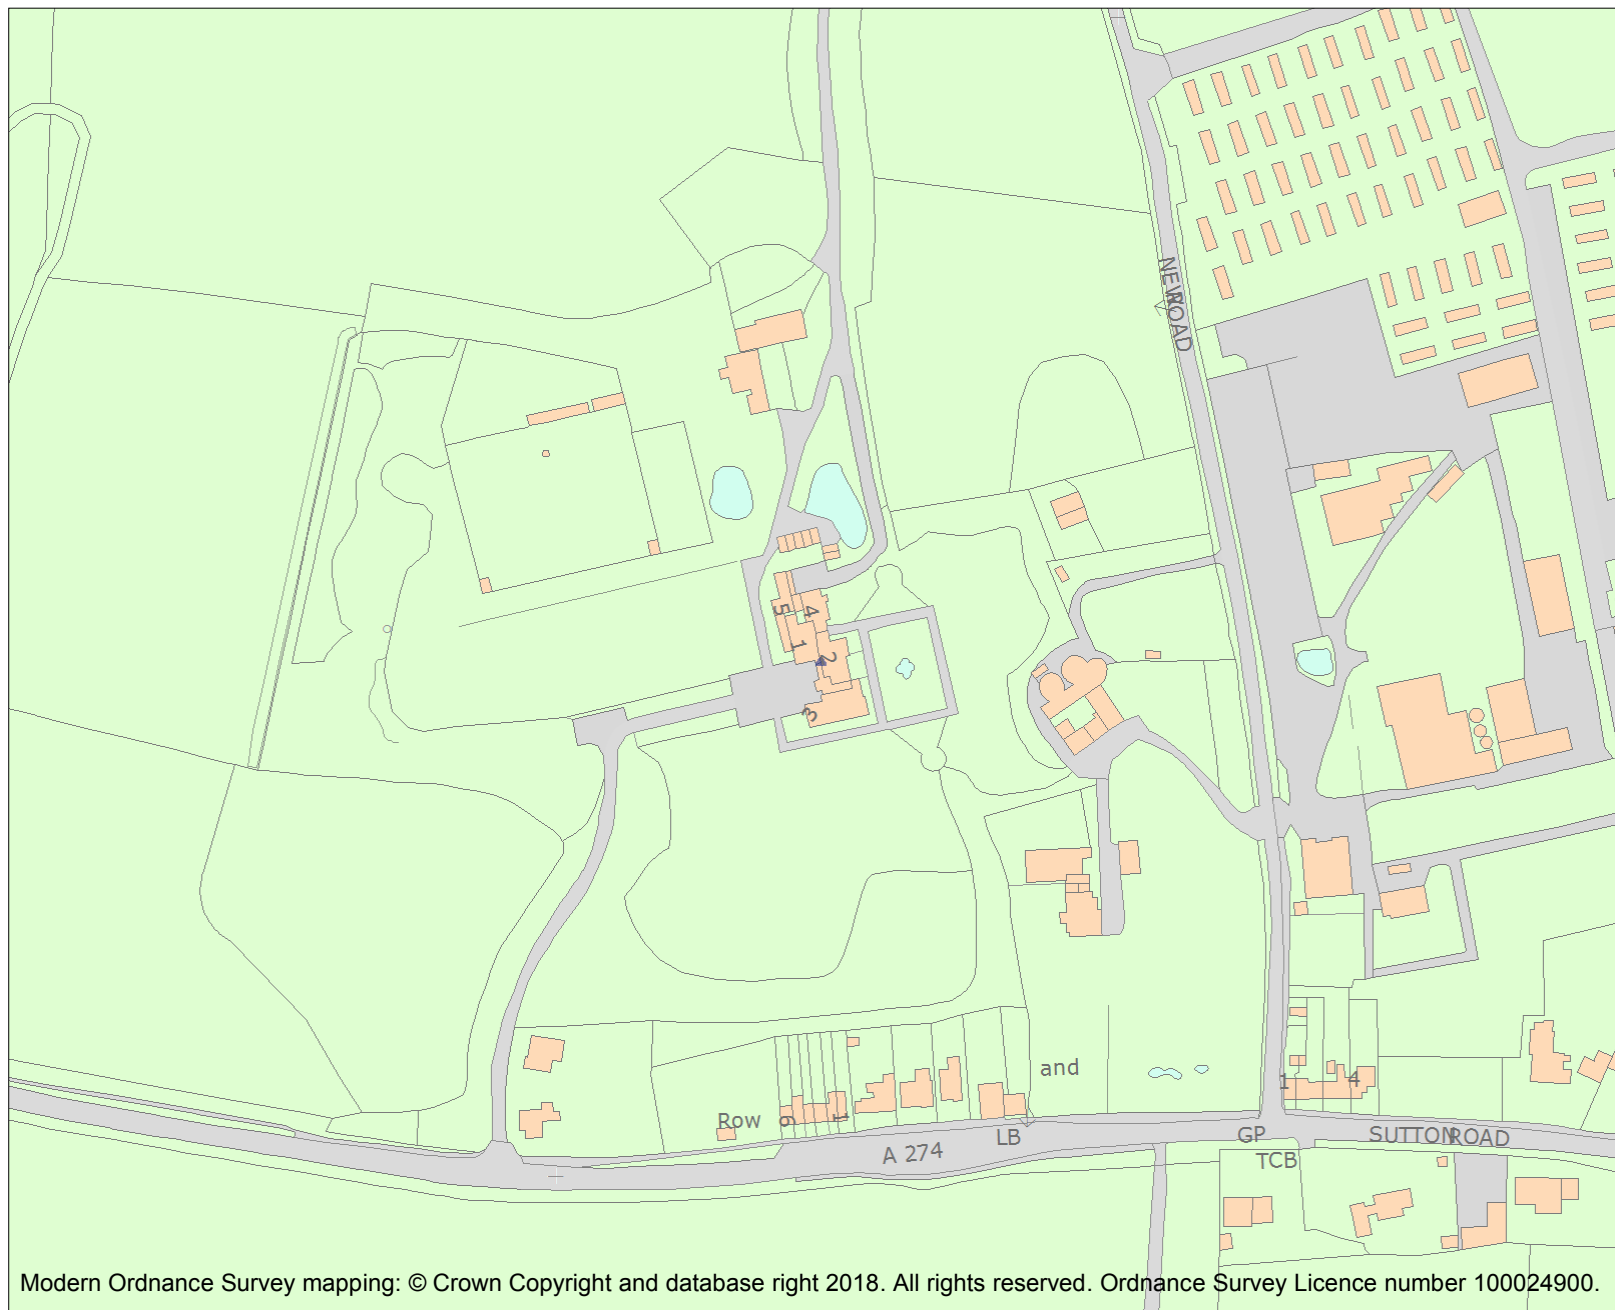 NEW ROAD
5
4
1
2
3
and
1
4
Row
6
1
LB
GP
SUTTON ROAD
A 274
TCB
Modern Ordnance Survey mapping: © Crown Copyright and database right 2018. All rights reserved. Ordnance Survey Licence number 100024900.